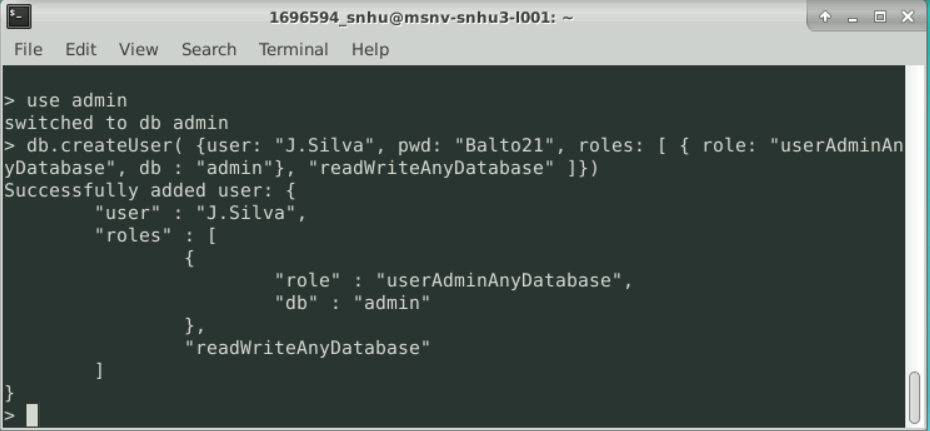 1696594_snhu@msnv-snhu3-l001: ~
File Edit View Search Terminal Help
> use admin
switched to db admin
> db.createUser( {user: "J.Silva", pwd: "Balto21", roles: [ { role: "userAdminAn
yDatabase", db : "admin"}, "readWriteAnyDatabase" ]})
Successfully added user: {
        "user" : "J.Silva",
        "roles" : [
                {
                        "role" : "userAdminAnyDatabase",
                        "db" : "admin"
                },
                "readWriteAnyDatabase"
        ]
}
>